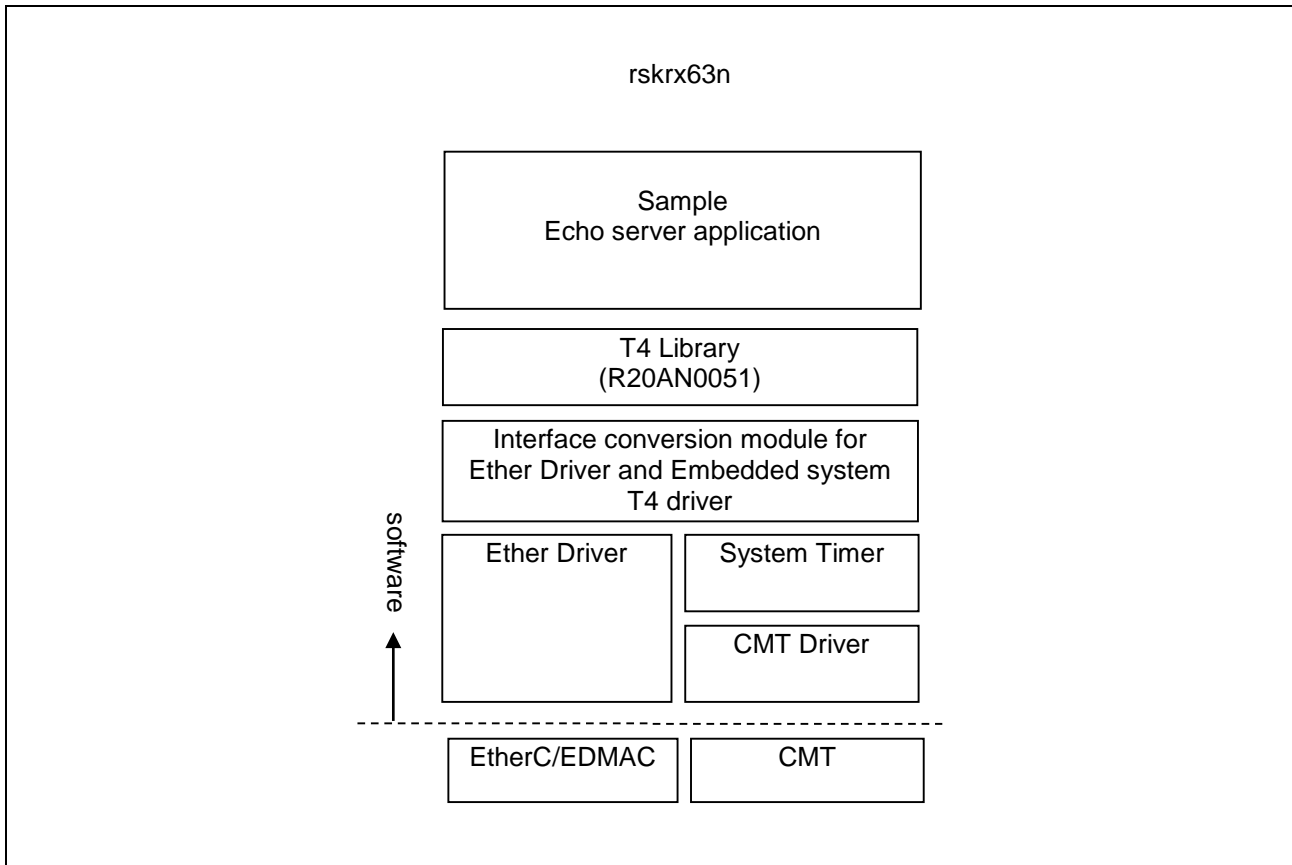 rskrx63n
Sample
Echo server application
T4 Library
(R20AN0051)
Interface conversion module for
Ether Driver and Embedded system
T4 driver
software
Ether Driver
System Timer
CMT Driver
EtherC/EDMAC
CMT